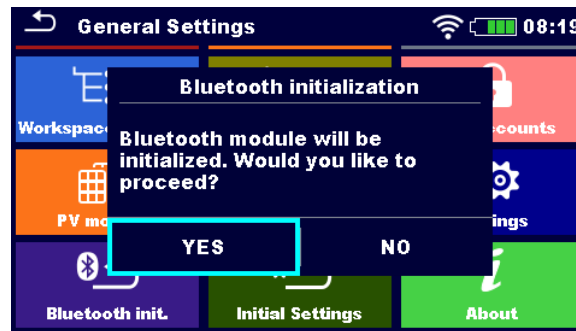 General Settings 08:19
Bluetooth initialization
Workspac
ccounts
Bluetooth module will be
initialized. Would you like to
proceed?
PV mo
ings
YES NO
Bluetooth init. Initial Settings About